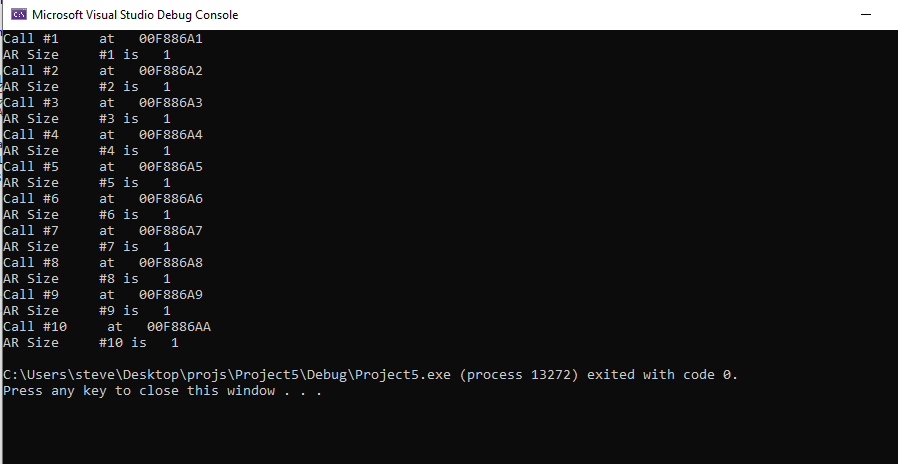 Microsoft Visual Studio Debug Console
Call #1     at   00F886A1
AR Size     #1 is   1
Call #2     at   00F886A2
AR Size     #2 is   1
Call #3     at   00F886A3
AR Size     #3 is   1
Call #4     at   00F886A4
AR Size     #4 is   1
Call #5     at   00F886A5
AR Size     #5 is   1
Call #6     at   00F886A6
AR Size     #6 is   1
Call #7     at   00F886A7
AR Size     #7 is   1
Call #8     at   00F886A8
AR Size     #8 is   1
Call #9     at   00F886A9
AR Size     #9 is   1
Call #10     at   00F886AA
AR Size     #10 is   1
C:\Users\steve\Desktop\projs\Project5\Debug\Project5.exe (process 13272) exited with code 0.
Press any key to close this window . . .